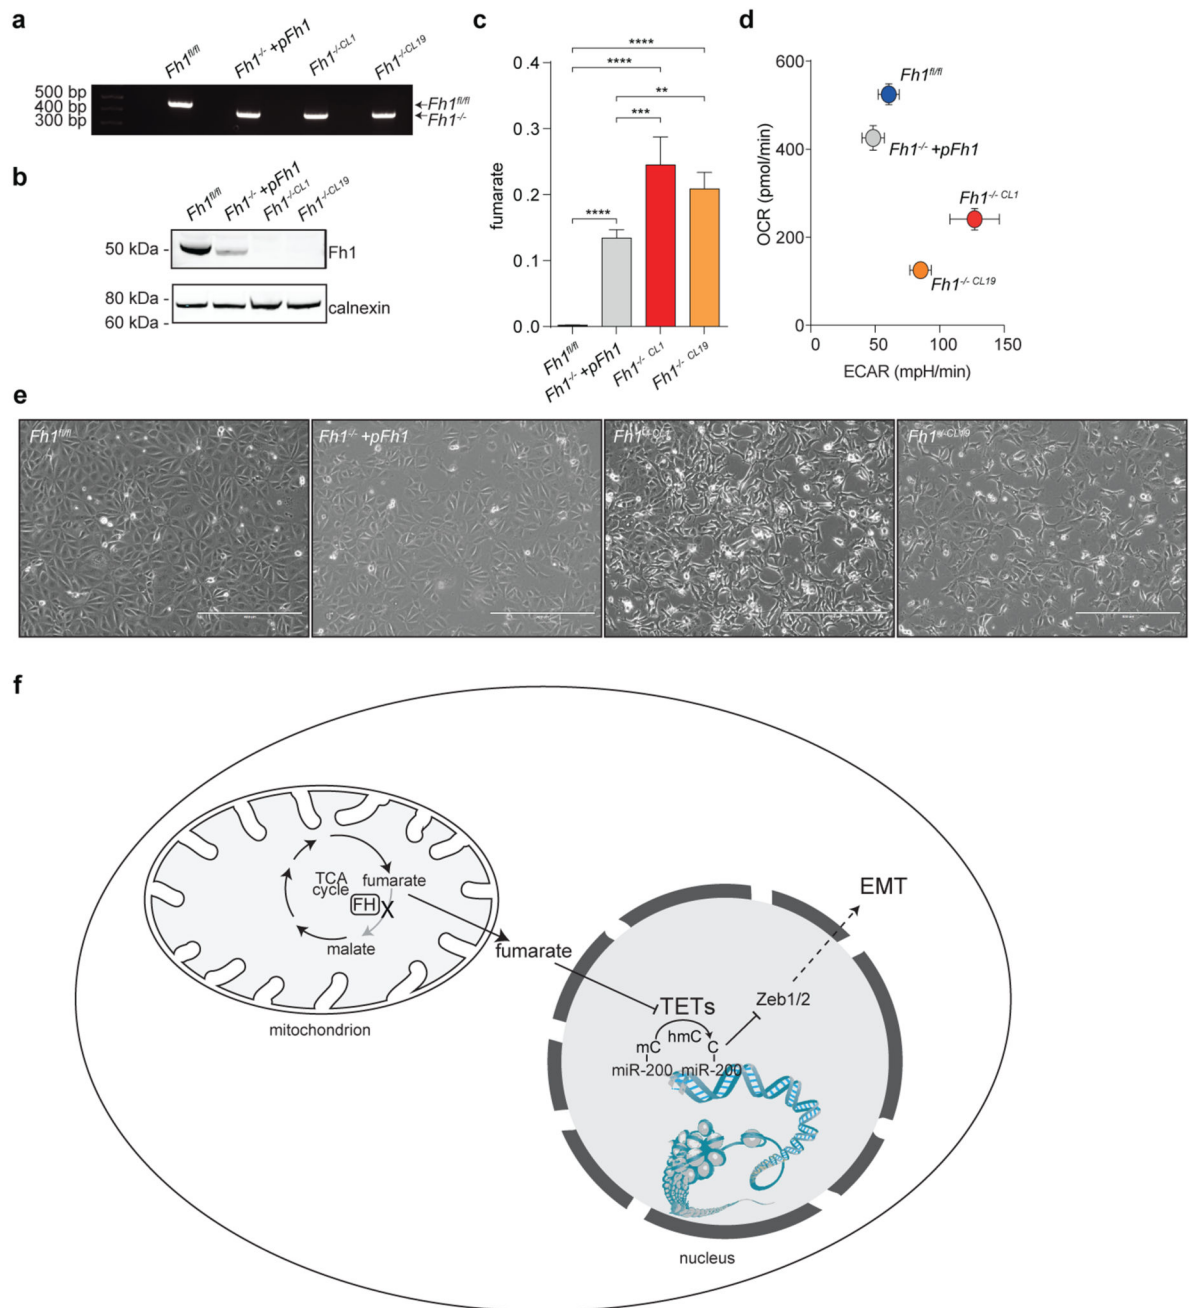 a
Fh1fl/fl
Fh1-/- +pFh1
Fh1-/-CL1
Fh1-/-CL19
500 bp
400 bp
300 bp
Fh1fl/fl
Fh1-/-
b
Fh1fl/fl
Fh1-/- +pFh1
Fh1-/-CL1
Fh1-/-CL19
50 kDa -
Fh1
80 kDa -
60 kDa -
calnexin
c
fumarate
0.4
0.3
0.2
0.1
0.0
****
****
**
***
****
Fh1fl/fl
Fh1-/- +pFh1
Fh1-/- CL1
Fh1-/- CL19
d
OCR (pmol/min)
600
400
200
0
Fh1fl/fl
Fh1-/- +pFh1
Fh1-/- CL1
Fh1-/- CL19
0 50 100 150
ECAR (mpH/min)
e
Fh1fl/fl
Fh1-/- +pFh1
Fh1
Fh1-/-CL19
f
TCA
cycle
fumarate
FH X
malate
mitochondrion
fumarate
EMT
TETs
Zeb1/2
hmC
mC C
miR-200 miR-200
nucleus